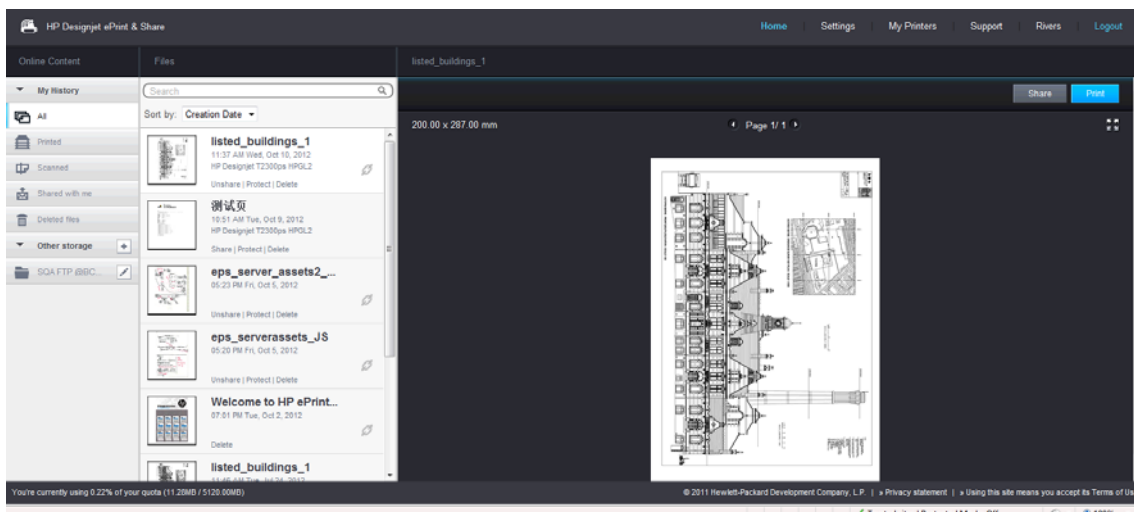 HP Designjet ePrint & Share
Home Settings My Printers Support Rivers Logout
Online Content Files listed_buildings_1
My History
All
Printed
Scanned
Shared with me
Deleted files
Other storage +
SQA FTP (BBC...
Search
Sort by: Creation Date
listed_buildings_1
11:37 AM Wed, Oct 10, 2012
HP Designjet T2300ps HPGL2
Unshare | Protect | Delete
测试页
10:51 AM Tue, Oct 9, 2012
HP Designjet T2300ps HPGL2
Share | Protect | Delete
eps_server_assets2_...
05:23 PM Fri, Oct 5, 2012
Unshare | Protect | Delete
eps_serverassets_JS
05:20 PM Fri, Oct 5, 2012
Unshare | Protect | Delete
Welcome to HP ePrint...
07:01 PM Tue, Oct 2, 2012
Delete
listed_buildings_1
Share Print
200.00 x 287.00 mm
Page 1/ 1
You're currently using 0.22% of your quota (11.20MB / 5120.00MB)
© 2011 Hewlett-Packard Development Company, L.P. | » Privacy statement | » Using this site means you accept its Terms of Us